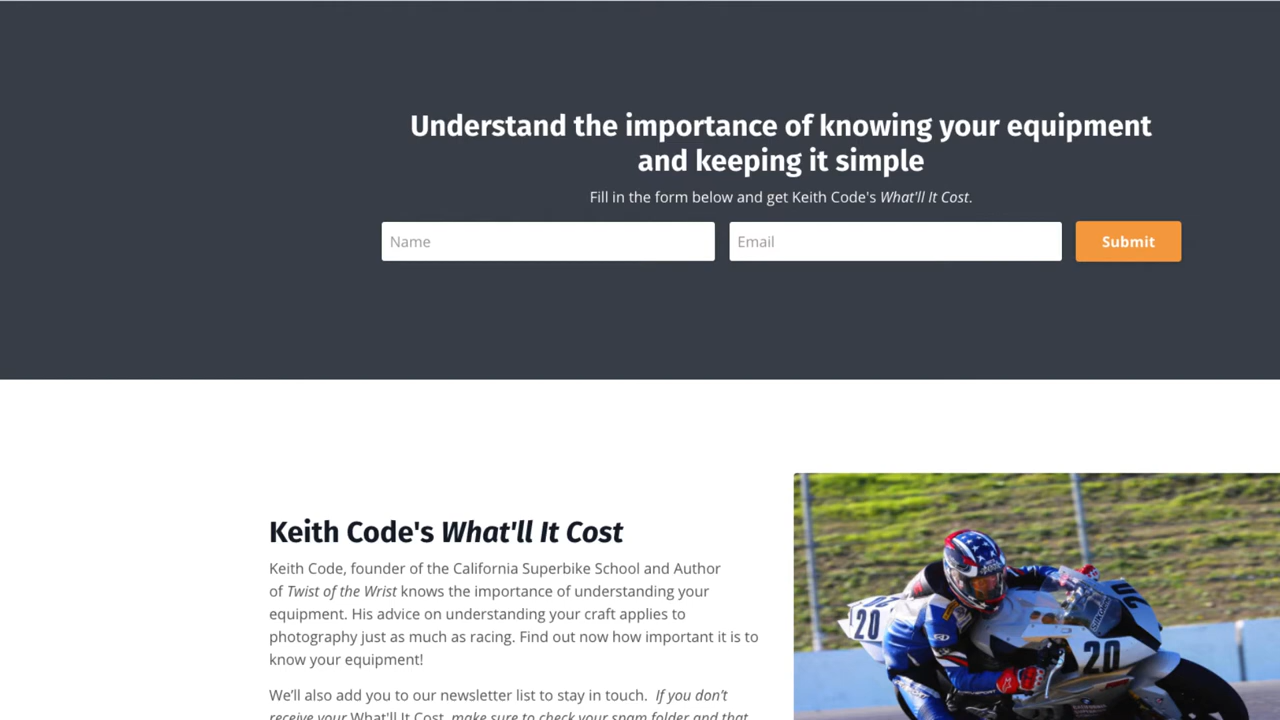 Understand the importance of knowing your equipment
and keeping it simple
Fill in the form below and get Keith Code's What'll It Cost.
Name
Email
Submit
Keith Code's What'll It Cost
Keith Code, founder of the California Superbike School and Author
of Twist of the Wrist knows the importance of understanding your
equipment. His advice on understanding your craft applies to
photography just as much as racing. Find out now how important it is to
know your equipment!
We'll also add you to our newsletter list to stay in touch. If you don't
receive your What'll It Cost, make sure to check your spam folder and that
20
20
20